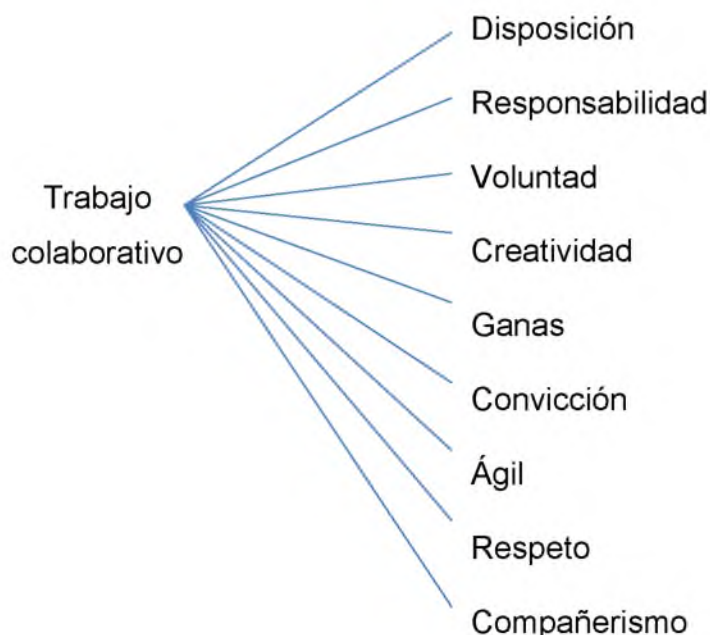 Trabajo
colaborativo
Disposición
Responsabilidad
Voluntad
Creatividad
Ganas
Convicción
Ágil
Respeto
Compañerismo